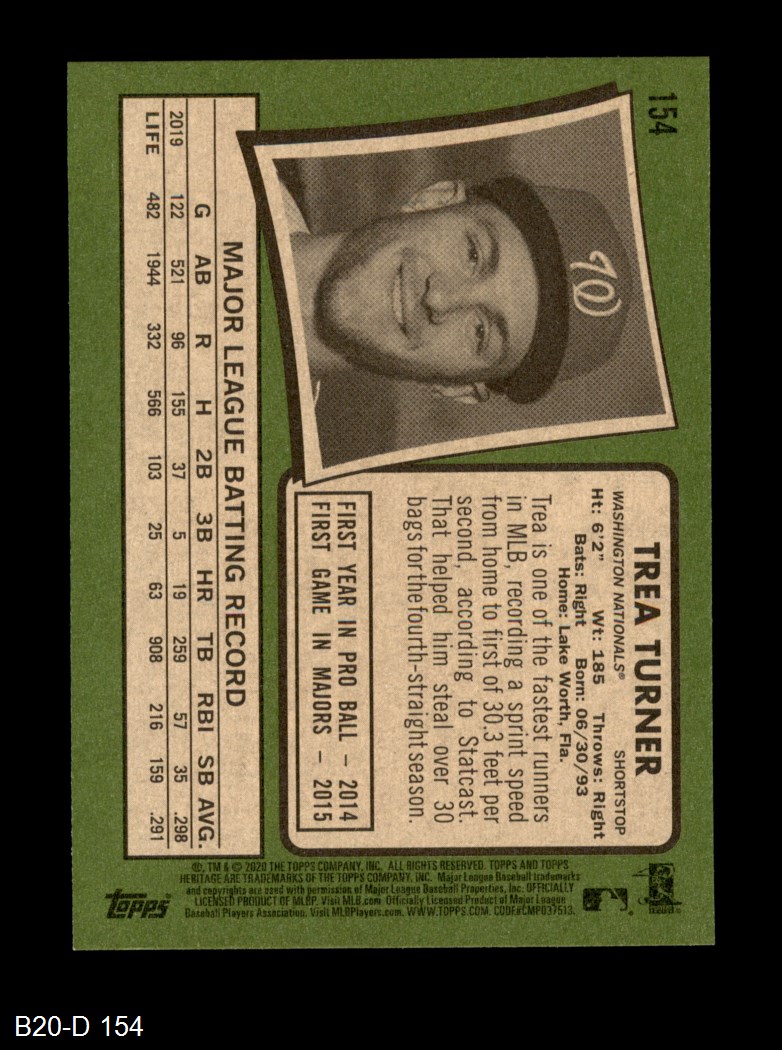 154
TREA TURNER
WASHINGTON NATIONALS® SHORTSTOP
Ht: 6'2" Wt: 185 Throws: Right
Bats: Right Born: 06/30/93
Home: Lake Worth, Fla.
Trea is one of the fastest runners
in MLB, recording a sprint speed
from home to first of 30.3 feet per
second, according to Statcast.
That helped him steal over 30
bags for the fourth-straight season.
FIRST YEAR IN PRO BALL – 2014
FIRST GAME IN MAJORS – 2015
MAJOR LEAGUE BATTING RECORD
G AB R H 2B 3B HR TB RBI SB AVG.
2019 122 521 96 155 37 5 19 259 57 35 .298
LIFE 482 1944 332 566 103 25 63 908 216 159 .291
®, TM & © 2020 THE TOPPS COMPANY, INC. ALL RIGHTS RESERVED. TOPPS AND TOPPS
HERITAGE ARE TRADEMARKS OF THE TOPPS COMPANY, INC. Major League Baseball trademarks
and copyrights are used with permission of Major League Baseball Properties, Inc. OFFICIALLY
LICENSED PRODUCT OF MLBP. Visit MLB.com Officially Licensed Product of Major League
Baseball Players Association. Visit MLBPlayers.com. WWW.TOPPS.COM. CODE#CMP037513.
topps
B20-D 154